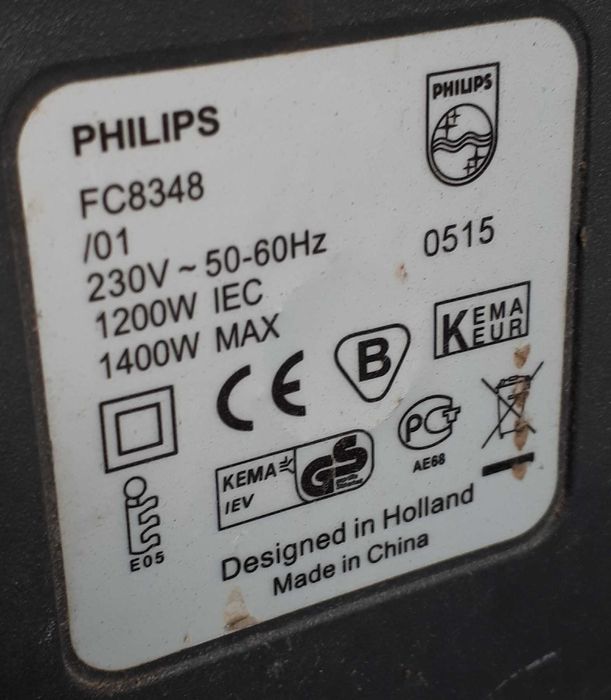 PHILIPS
PHILIPS
FC8348
/01
230V ~ 50-60Hz
0515
1200W IEC
1400W MAX
KEMA
KEUR
CE
B
PCT
AE68
KEMA
IEV
GS
E05
Designed in Holland
Made in China